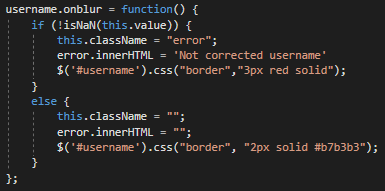 username.onblur = function() {
    if (!isNaN(this.value)) {
        this.className = "error";
        error.innerHTML = 'Not corrected username'
        $('#username').css("border","3px red solid");
    }
    else {
        this.className = "";
        error.innerHTML = "";
        $('#username').css("border", "2px solid #b7b3b3");
    }
};